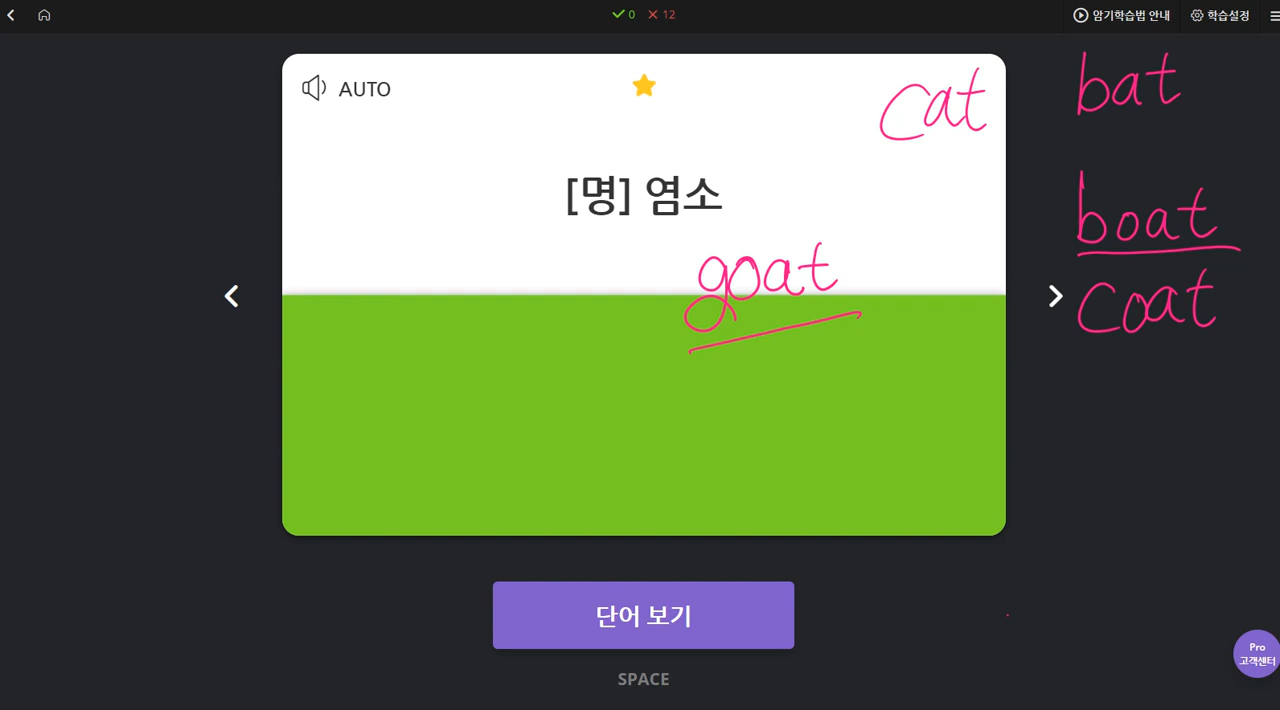 0 12 암기학습법 안내 학습설정
AUTO
cat
bat
[명] 염소
boat
goat
coat
단어 보기
SPACE
Pro
고객센터